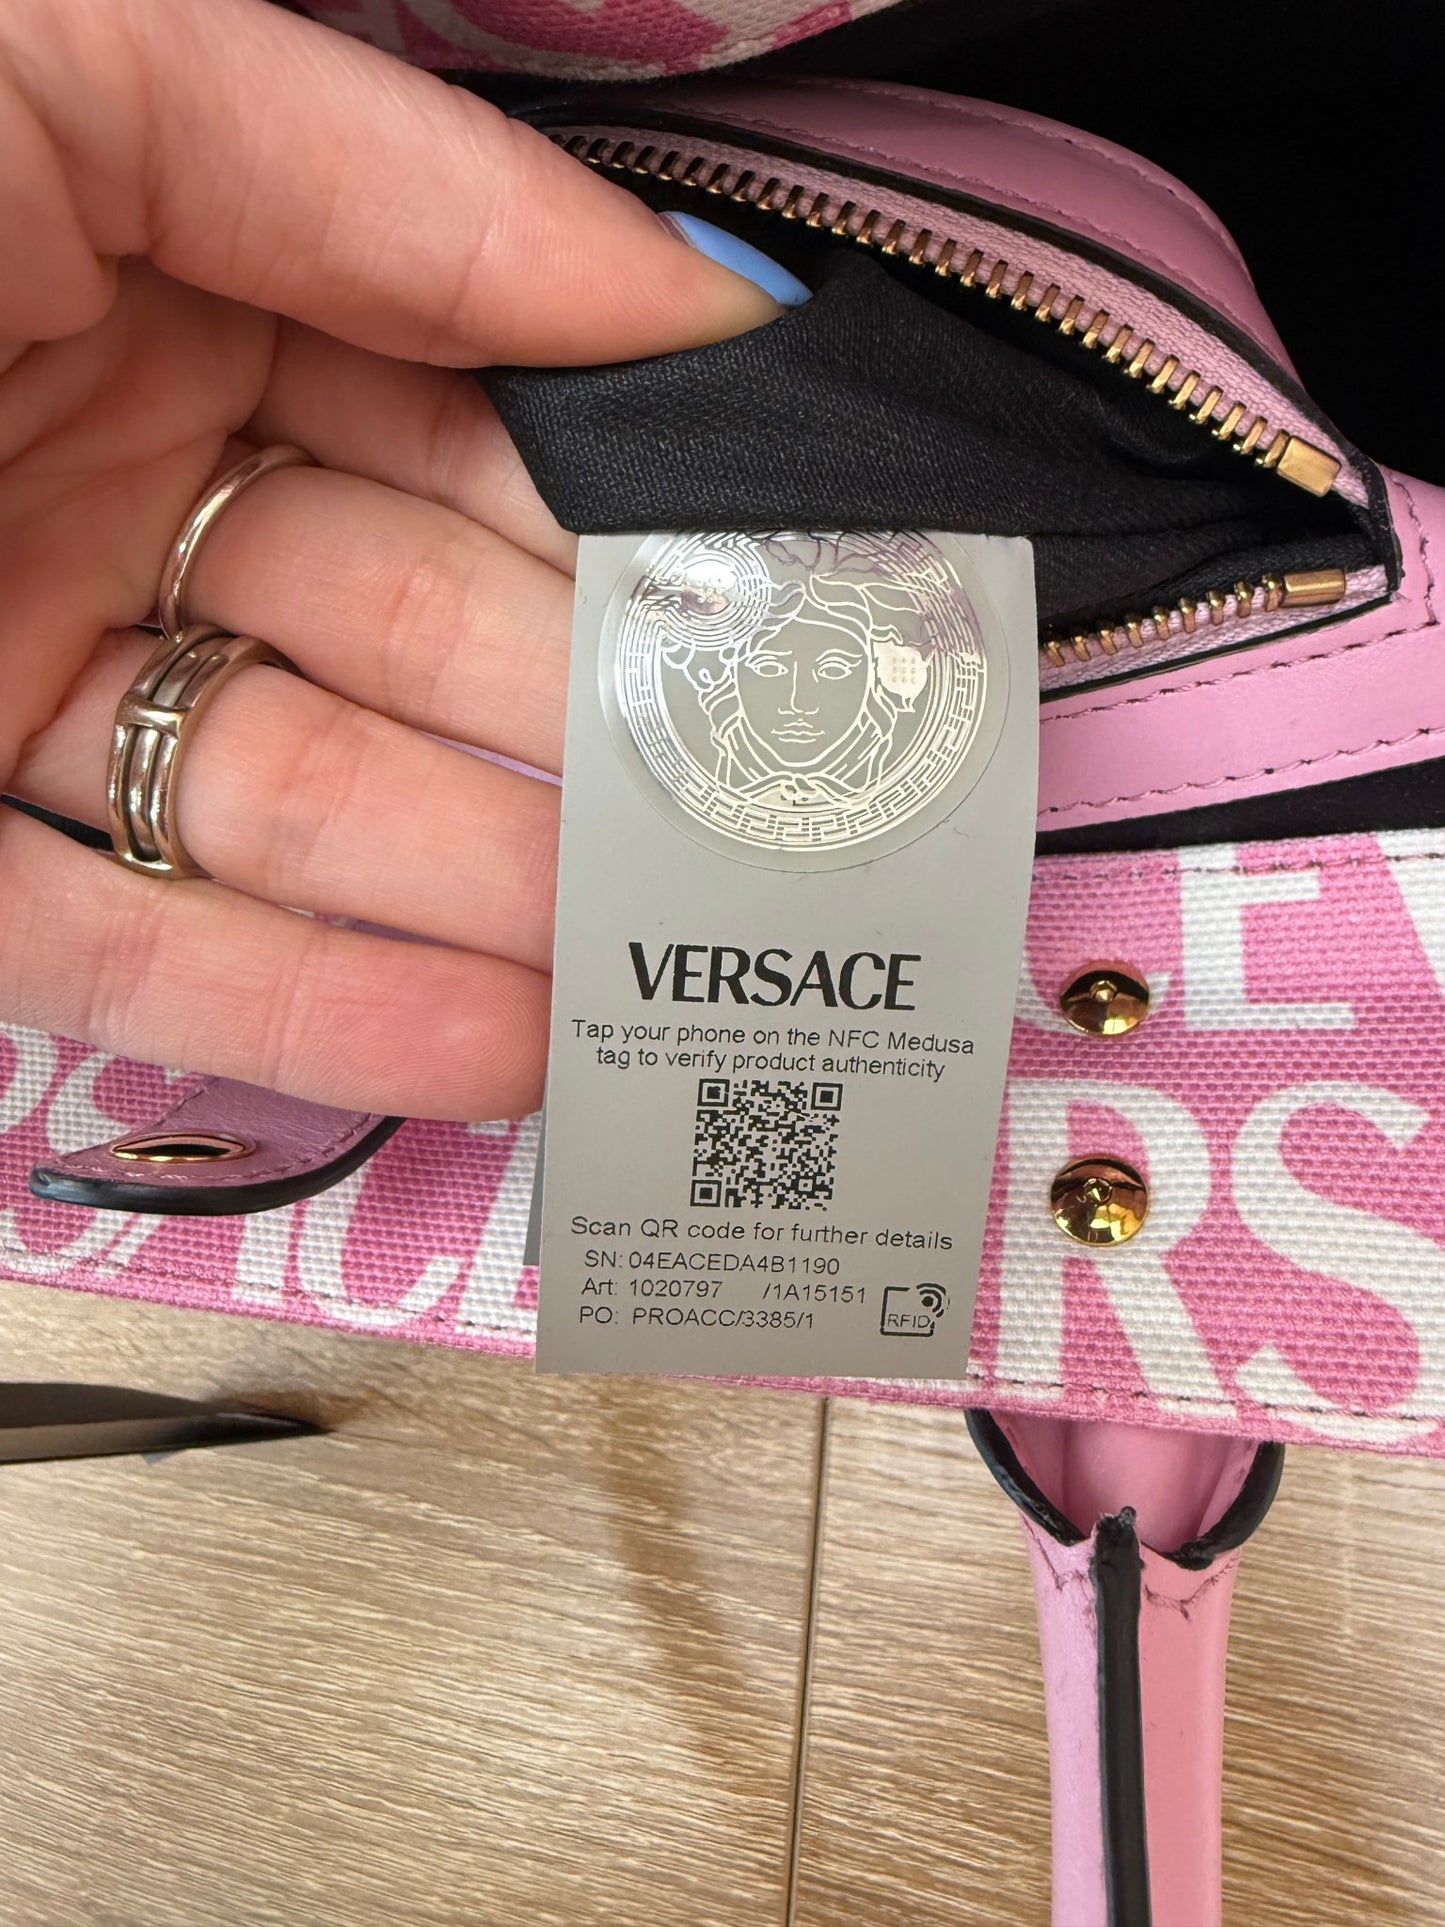 VERSACE
Tap your phone on the NFC Medusa
tag to verify product authenticity
Scan QR code for further details
SN: 04EACEDA4B1190
Art: 1020797 /1A15151
PO: PROACC/3385/1
RFID